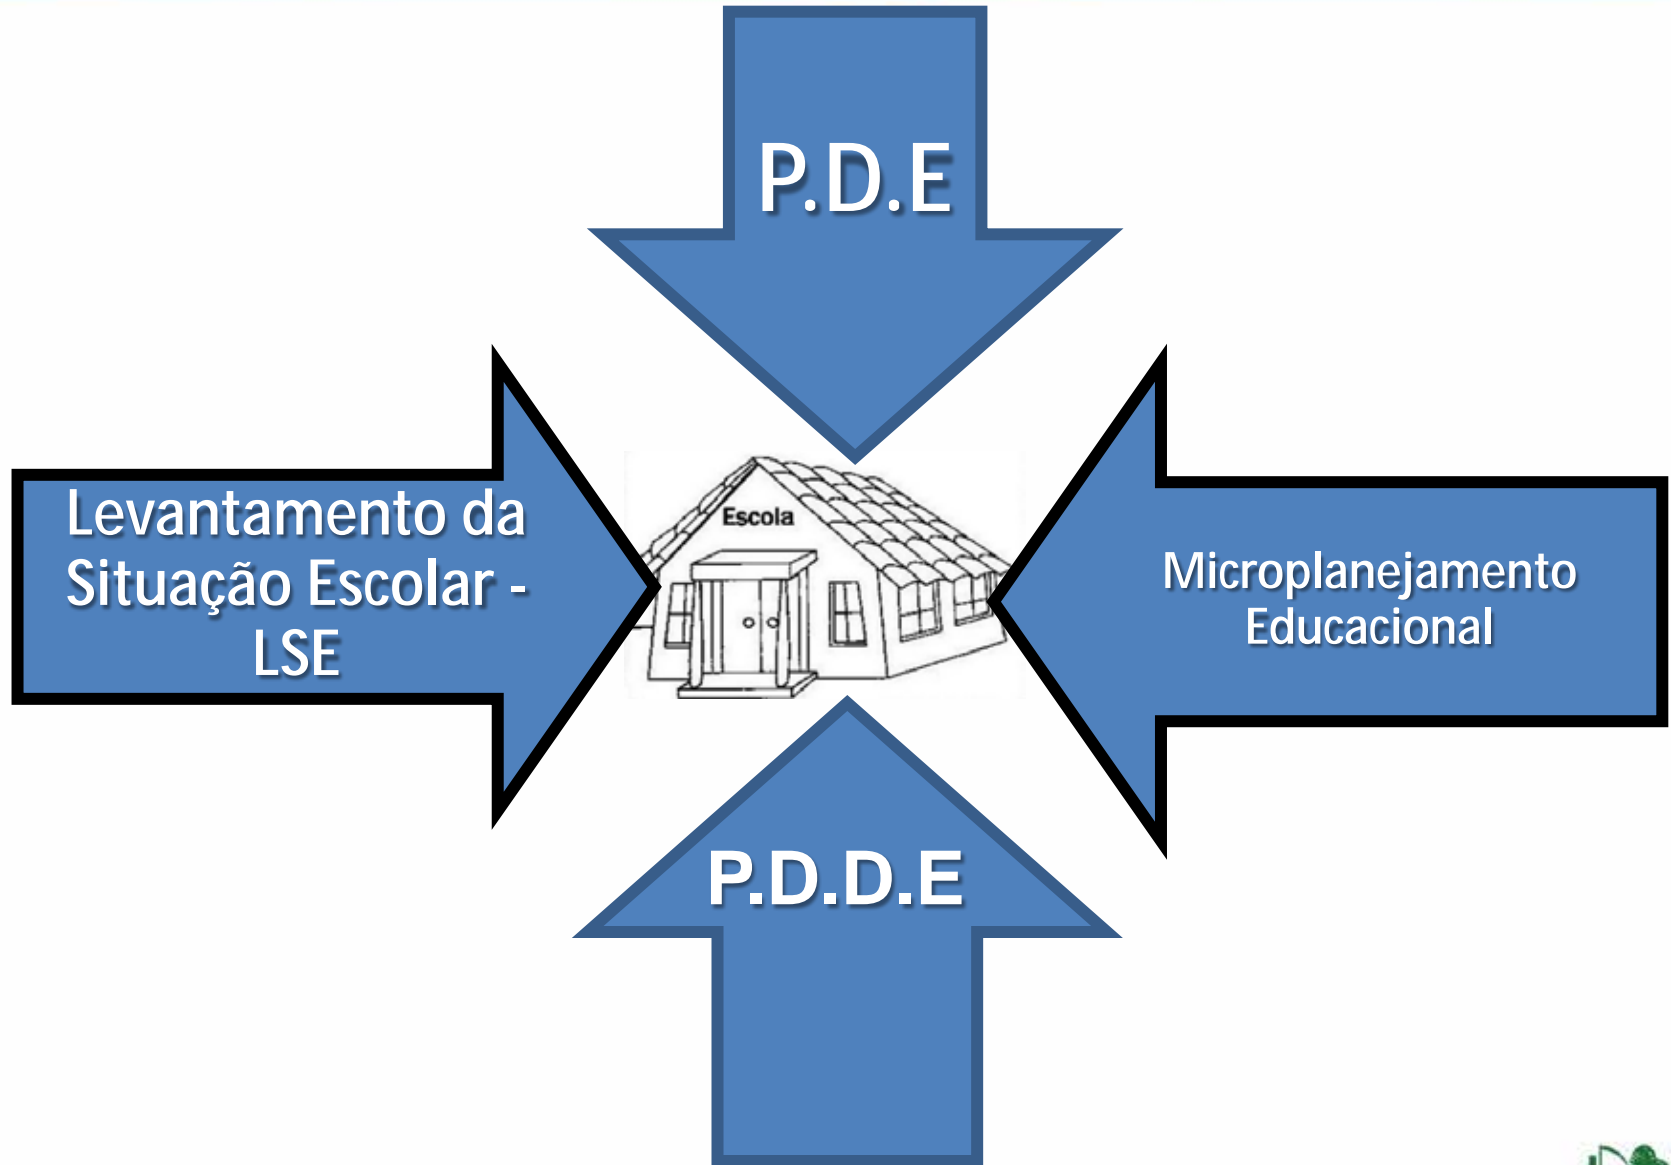 P.D.E
Levantamento da
Situação Escolar -
LSE
Escola
Microplanejamento
Educacional
P.D.D.E